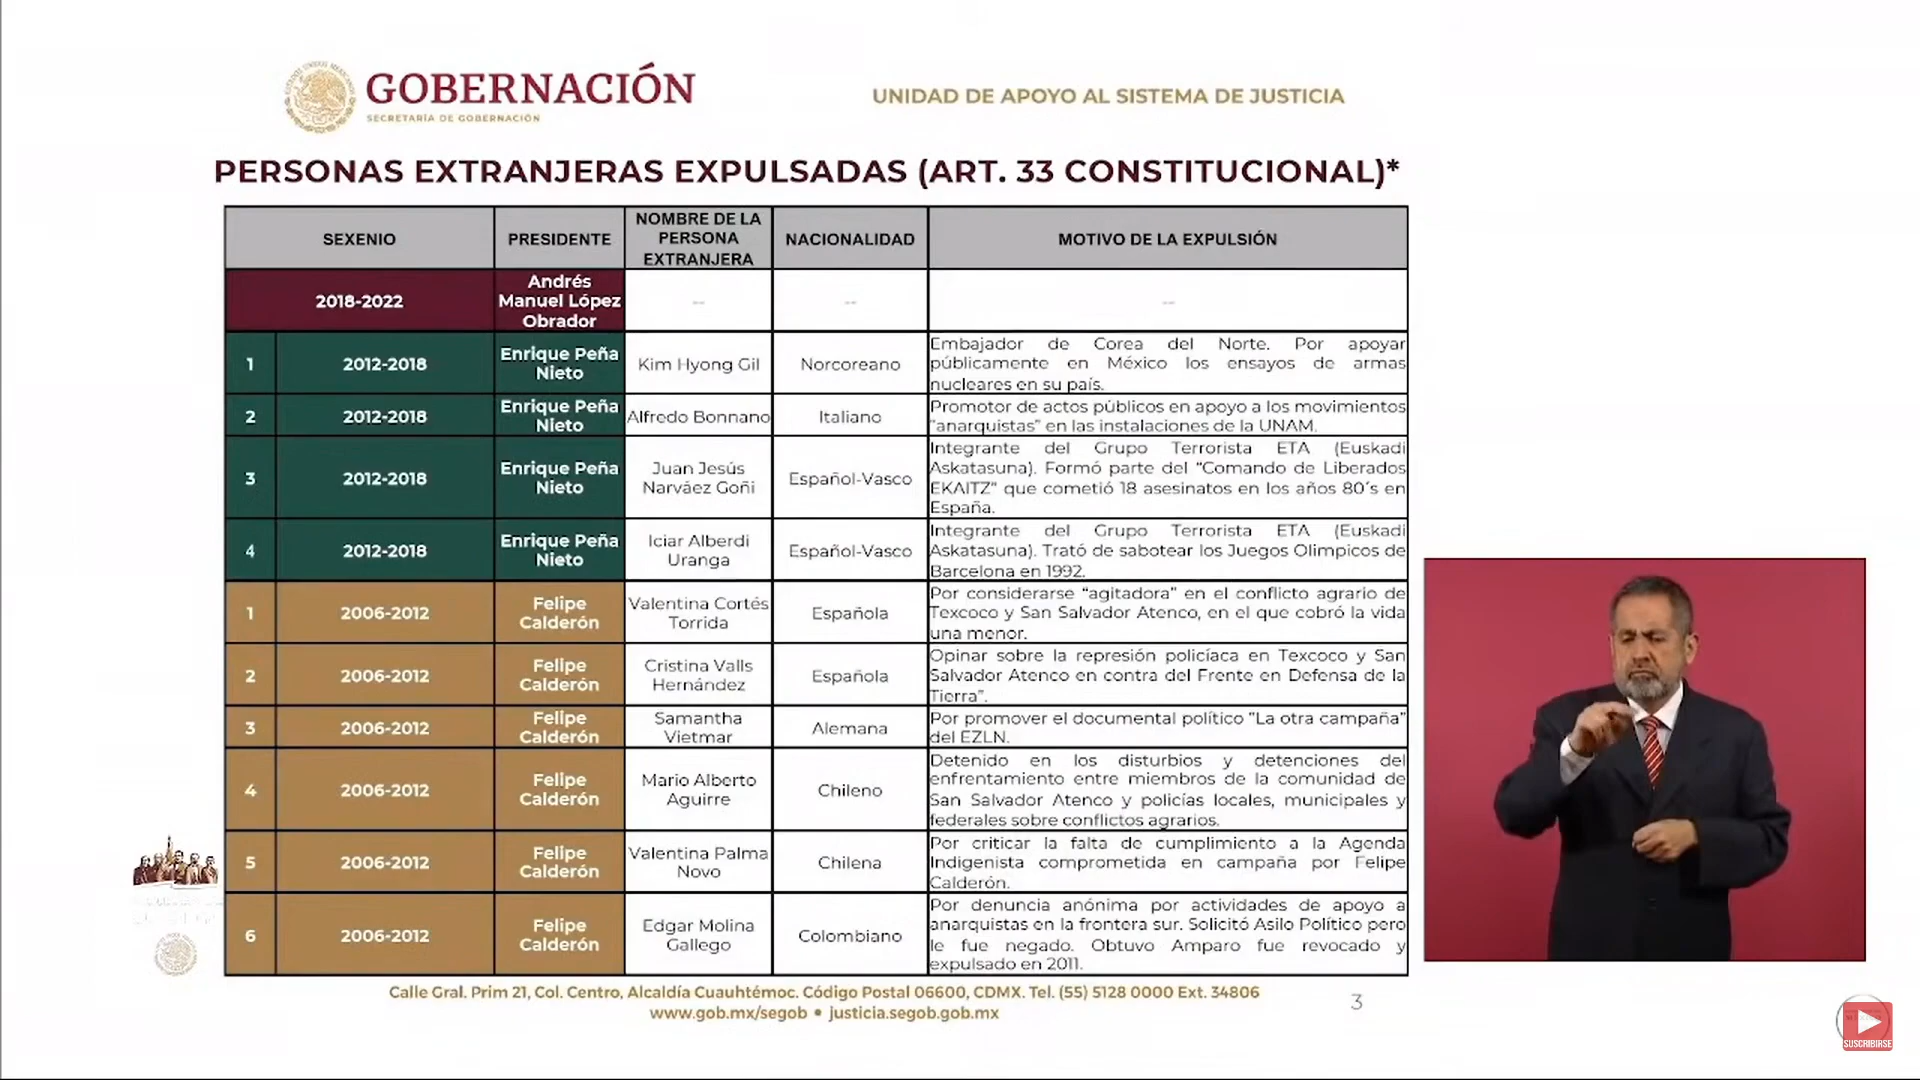 GOBERNACIÓN
SECRETARÍA DE GOBERNACIÓN
UNIDAD DE APOYO AL SISTEMA DE JUSTICIA
PERSONAS EXTRANJERAS EXPULSADAS (ART. 33 CONSTITUCIONAL)*
SEXENIO
PRESIDENTE
NOMBRE DE LA
PERSONA
EXTRANJERA
NACIONALIDAD
MOTIVO DE LA EXPULSIÓN
2018-2022
Andrés
Manuel López
Obrador
--
--
--
1
2012-2018
Enrique Peña
Nieto
Kim Hyong Gil
Norcoreano
Embajador de Corea del Norte. Por apoyar
públicamente en México los ensayos de armas
nucleares en su país.
2
2012-2018
Enrique Peña
Nieto
Alfredo Bonnano
Italiano
Promotor de actos públicos en apoyo a los movimientos
"anarquistas" en las instalaciones de la UNAM.
3
2012-2018
Enrique Peña
Nieto
Juan Jesús
Narváez Goñi
Español-Vasco
Integrante del Grupo Terrorista ETA (Euskadi
Askatasuna). Formó parte del "Comando de Liberados
EKAITZ" que cometió 18 asesinatos en los años 80´s en
España.
4
2012-2018
Enrique Peña
Nieto
Iciar Alberdi
Uranga
Español-Vasco
Integrante del Grupo Terrorista ETA (Euskadi
Askatasuna). Trató de sabotear los Juegos Olimpicos de
Barcelona en 1992.
1
2006-2012
Felipe
Calderón
Valentina Cortés
Torrida
Española
Por considerarse "agitadora" en el conflicto agrario de
Texcoco y San Salvador Atenco, en el que cobró la vida
una menor.
2
2006-2012
Felipe
Calderón
Cristina Valls
Hernández
Española
Opinar sobre la represión policíaca en Texcoco y San
Salvador Atenco en contra del Frente en Defensa de la
Tierra".
3
2006-2012
Felipe
Calderón
Samantha
Vietmar
Alemana
Por promover el documental político "La otra campaña"
del EZLN.
4
2006-2012
Felipe
Calderón
Mario Alberto
Aguirre
Chileno
Detenido en los disturbios y detenciones del
enfrentamiento entre miembros de la comunidad de
San Salvador Atenco y policías locales, municipales y
federales sobre conflictos agrarios.
5
2006-2012
Felipe
Calderón
Valentina Palma
Novo
Chilena
Por criticar la falta de cumplimiento a la Agenda
Indigenista comprometida en campaña por Felipe
Calderón.
6
2006-2012
Felipe
Calderón
Edgar Molina
Gallego
Colombiano
Por denuncia anónima por actividades de apoyo a
anarquistas en la frontera sur. Solicitó Asilo Político pero
le fue negado. Obtuvo Amparo fue revocado y
expulsado en 2011.
Calle Gral. Prim 21, Col. Centro, Alcaldía Cuauhtémoc. Código Postal 06600, CDMX. Tel. (55) 5128 0000 Ext. 34806
www.gob.mx/segob • justicia.segob.gob.mx
3
SUSCRIBIRSE